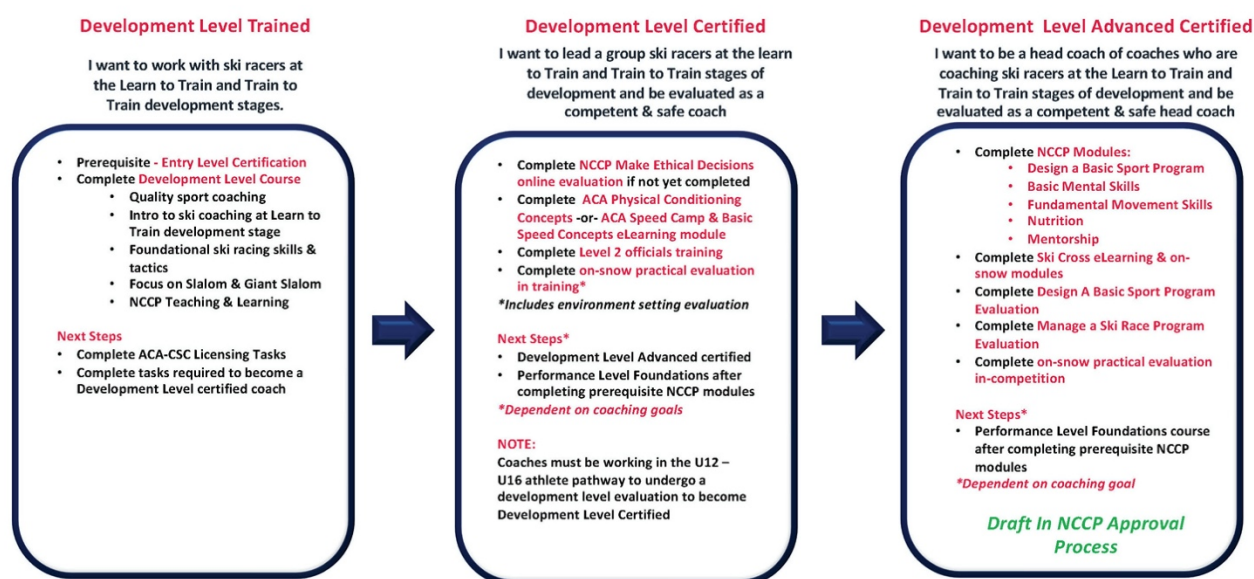 Development Level Trained
I want to work with ski racers at
the Learn to Train and Train to
Train development stages.
• Prerequisite - Entry Level Certification
• Complete Development Level Course
• Quality sport coaching
• Intro to ski coaching at Learn to
Train development stage
• Foundational ski racing skills &
tactics
• Focus on Slalom & Giant Slalom
• NCCP Teaching & Learning
Next Steps
• Complete ACA-CSC Licensing Tasks
• Complete tasks required to become a
Development Level certified coach
Development Level Certified
I want to lead a group ski racers at the learn
to Train and Train to Train stages of
development and be evaluated as a
competent & safe coach
• Complete NCCP Make Ethical Decisions
online evaluation if not yet completed
• Complete ACA Physical Conditioning
Concepts -or- ACA Speed Camp & Basic
Speed Concepts eLearning module
• Complete Level 2 officials training
• Complete on-snow practical evaluation
in training*
*Includes environment setting evaluation
Next Steps*
• Development Level Advanced certified
• Performance Level Foundations after
completing prerequisite NCCP modules
*Dependent on coaching goals
NOTE:
Coaches must be working in the U12 –
U16 athlete pathway to undergo a
development level evaluation to become
Development Level Certified
Development Level Advanced Certified
I want to be a head coach of coaches who are
coaching ski racers at the Learn to Train and
Train to Train stages of development and be
evaluated as a competent & safe head coach
• Complete NCCP Modules:
• Design a Basic Sport Program
• Basic Mental Skills
• Fundamental Movement Skills
• Nutrition
• Mentorship
• Complete Ski Cross eLearning & on-
snow modules
• Complete Design A Basic Sport Program
Evaluation
• Complete Manage a Ski Race Program
Evaluation
• Complete on-snow practical evaluation
in-competition
Next Steps*
• Performance Level Foundations course
after completing prerequisite NCCP
modules
*Dependent on coaching goal
Draft In NCCP Approval
Process